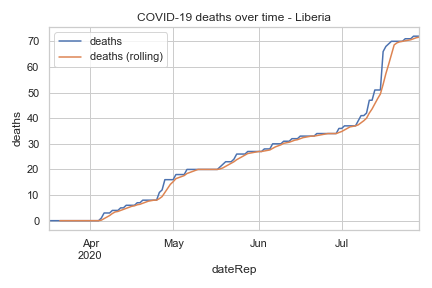 COVID-19 deaths over time - Liberia
deaths
deaths (rolling)
70
60
50
40
30
20
10
0
deaths
Apr
2020
May
Jun
Jul
dateRep